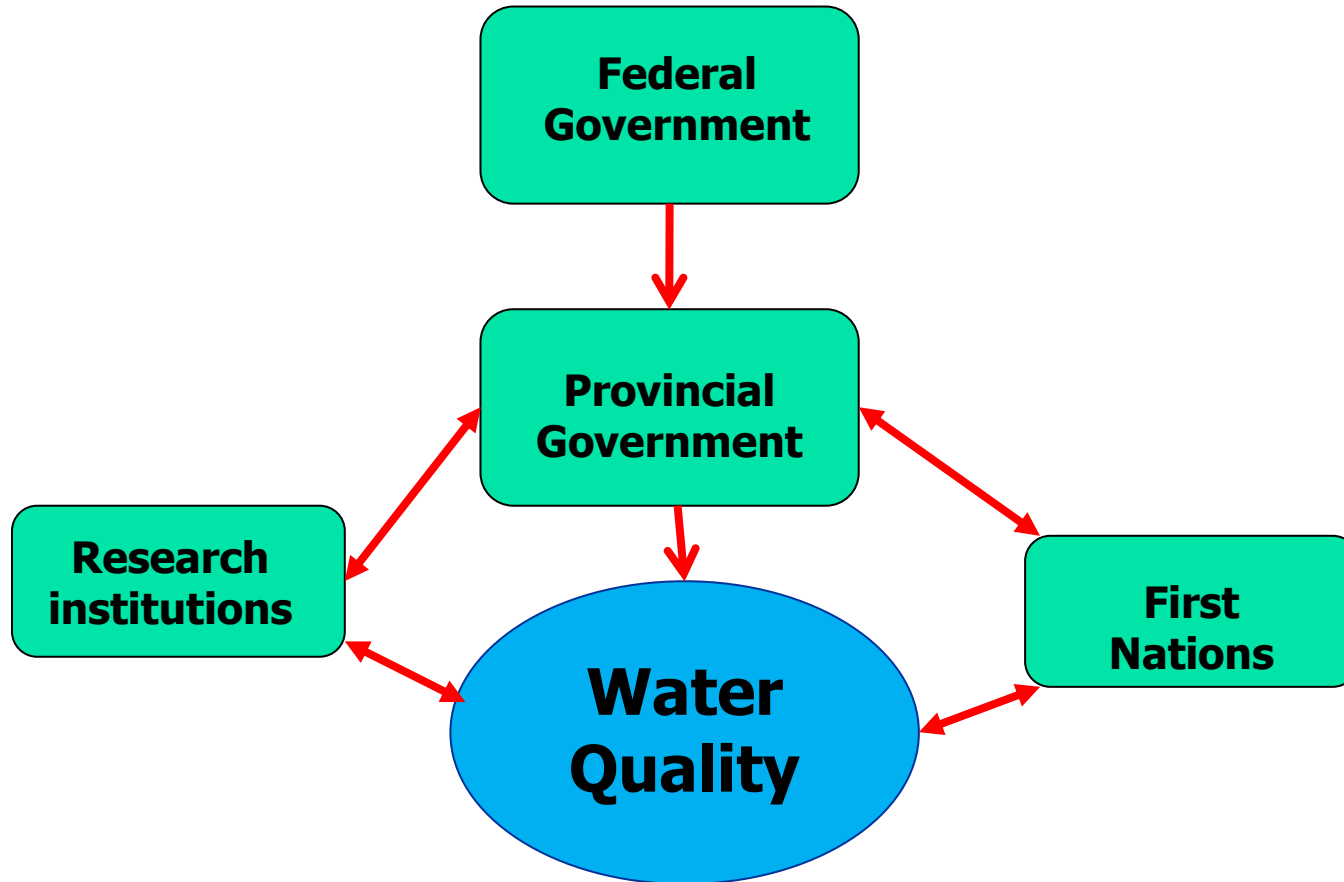 Federal
Government
Provincial
Government
Research
institutions
First
Nations
Water
Quality